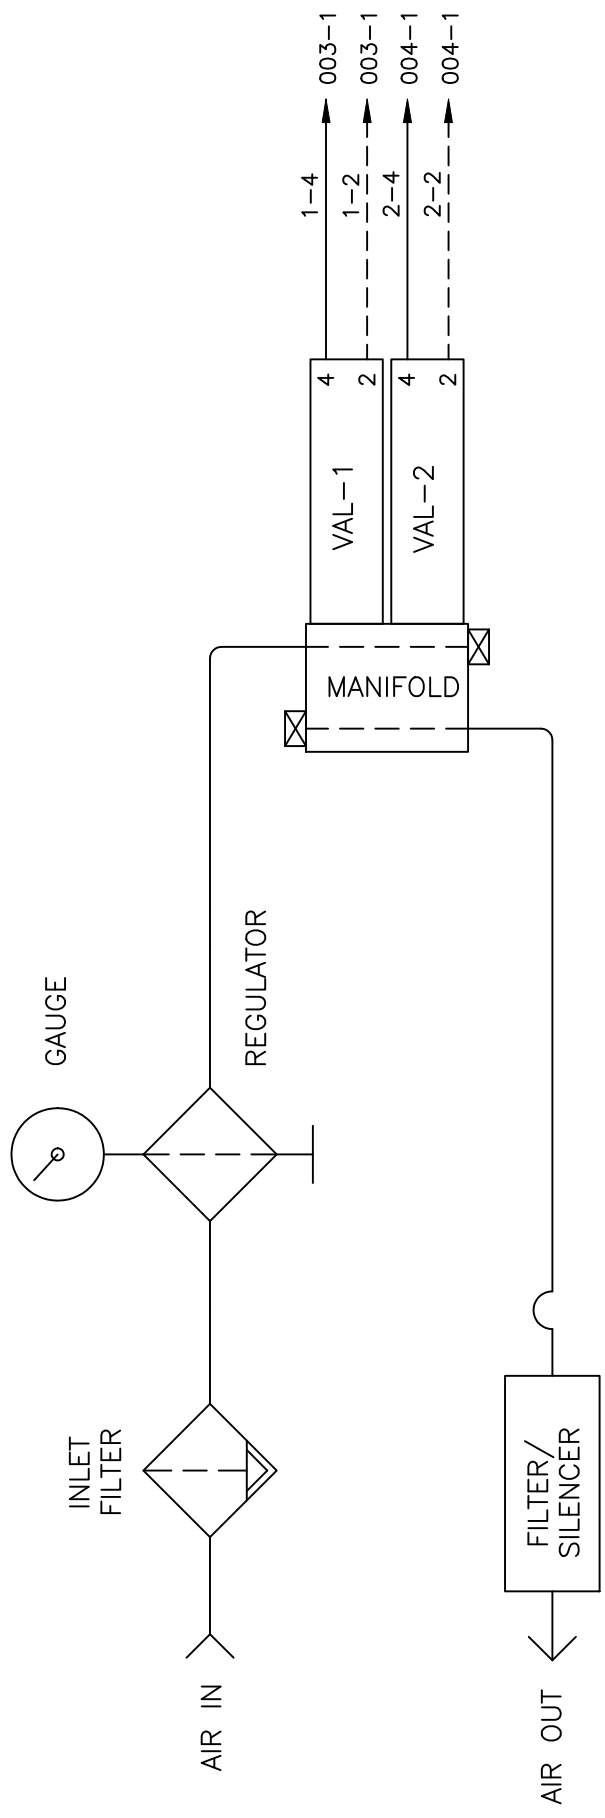 GAUGE
INLET
FILTER
REGULATOR
AIR IN
MANIFOLD
VAL-1
4
2
VAL-2
4
2
1-4
003-1
1-2
003-1
2-4
004-1
2-2
004-1
FILTER/
SILENCER
AIR OUT